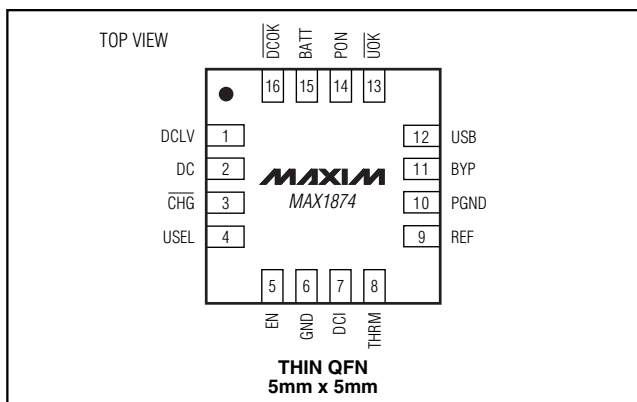 TOP VIEW
DCOK BATT PON UOK
16 15 14 13
DCLV 1
DC 2
CHG 3
USEL 4
12 USB
11 BYP
10 PGND
9 REF
MAXIM
MAX1874
5 6 7 8
EN GND DCI THRM
THIN QFN
5mm x 5mm